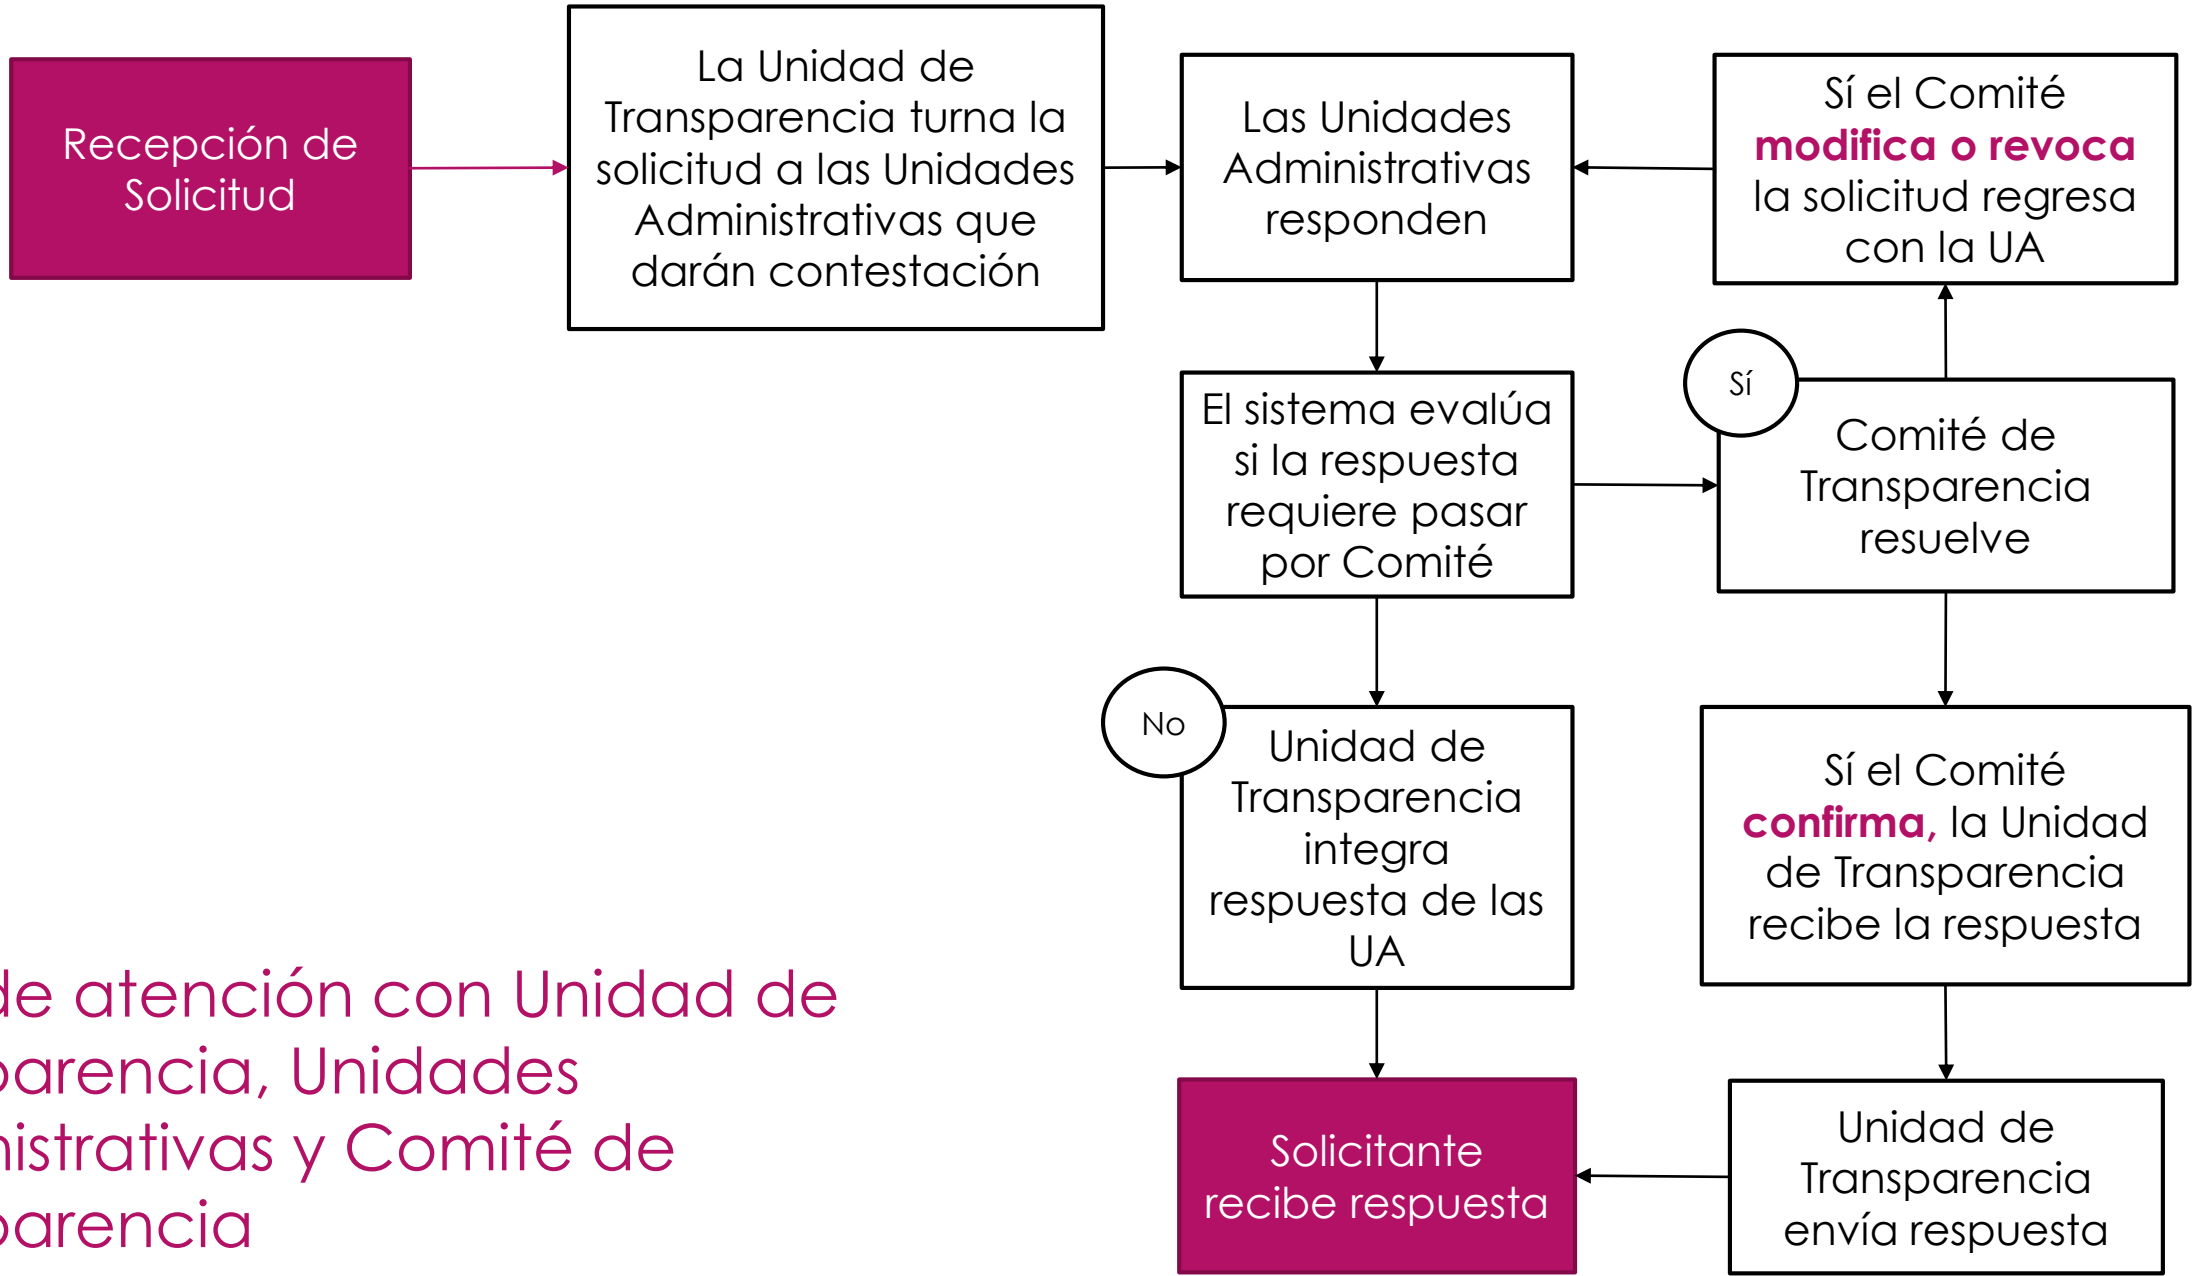 Recepción de
Solicitud
La Unidad de
Transparencia turna la
solicitud a las Unidades
Administrativas que
darán contestación
Las Unidades
Administrativas
responden
Sí el Comité
modifica o revoca
la solicitud regresa
con la UA
El sistema evalúa
si la respuesta
requiere pasar
por Comité
Sí
Comité de
Transparencia
resuelve
No
Unidad de
Transparencia
integra
respuesta de las
UA
Sí el Comité
confirma, la Unidad
de Transparencia
recibe la respuesta
Solicitante
recibe respuesta
Unidad de
Transparencia
envía respuesta
de atención con Unidad de
parencia, Unidades
nistrativas y Comité de
parencia